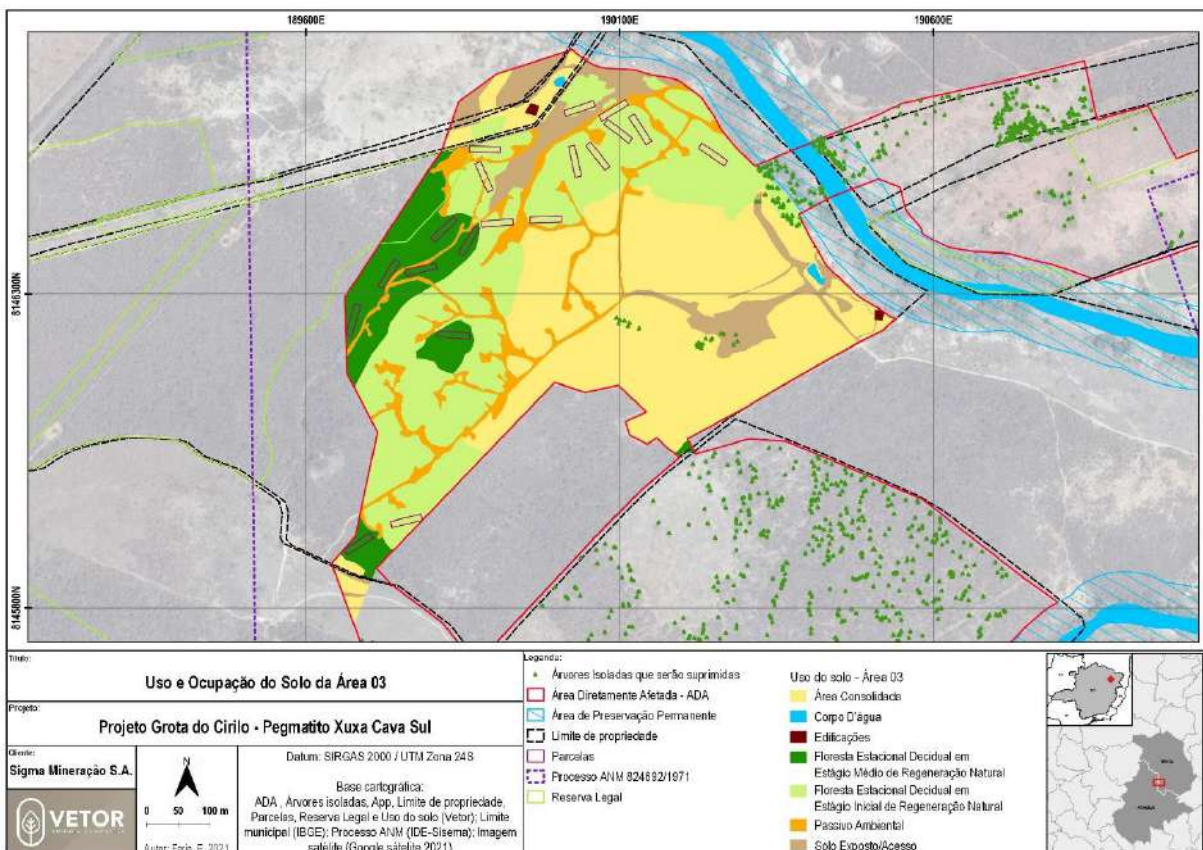 189600E 190100E 190600E
8146300N
8145800N
Título:
Uso e Ocupação do Solo da Área 03
Projeto:
Projeto Grota do Cirilo - Pegmatito Xuxa Cava Sul
Cliente:
Sigma Mineração S.A.
VETOR
N
0 50 100 m
Autor: Faria, F. 2021
Datum: SIRGAS 2000 / UTM Zona 24S
Base cartográfica:
ADA , Árvores isoladas, App, Limite de propriedade,
Parcelas, Reserva Legal e Uso do solo (Vetor); Limite
municipal (IBGE); Processo ANM (IDE-Sisema); Imagem
satélite (Google satélite 2021)
Legenda:
Árvores Isoladas que serão suprimidas
Área Diretamente Afetada - ADA
Área de Preservação Permanente
Limite de propriedade
Parcelas
Processo ANM 824692/1971
Reserva Legal
Uso do solo - Área 03
Área Consolidada
Corpo D'água
Edificações
Floresta Estacional Decidual em
Estágio Médio de Regeneração Natural
Floresta Estacional Decidual em
Estágio Inicial de Regeneração Natural
Passivo Ambiental
Solo Exposto/Acesso